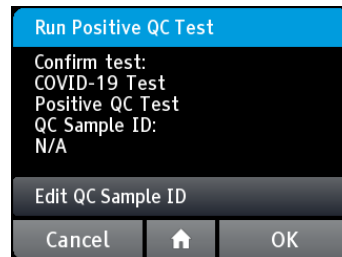 Run Positive QC Test
Confirm test:
COVID-19 Test
Positive QC Test
QC Sample ID:
N/A
Edit QC Sample ID
Cancel
OK